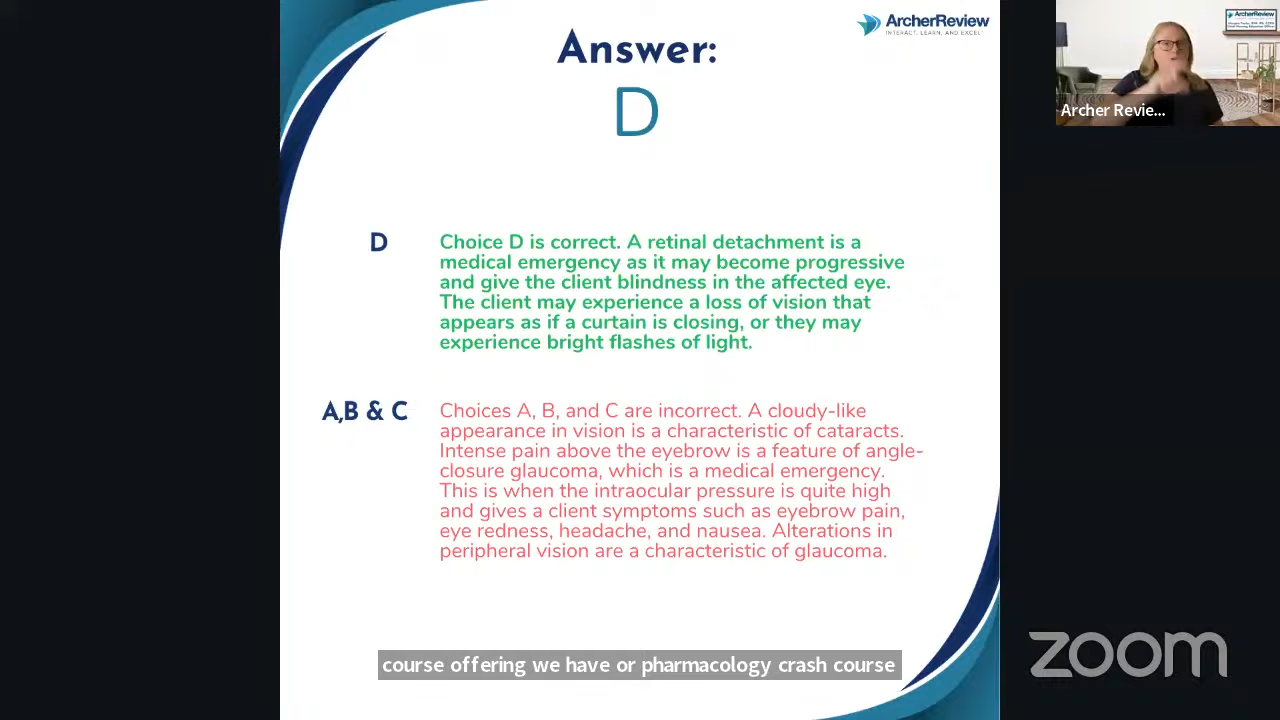 ArcherReview
INTERACT, LEARN, AND EXCEL
Answer:
D
D
Choice D is correct. A retinal detachment is a
medical emergency as it may become progressive
and give the client blindness in the affected eye.
The client may experience a loss of vision that
appears as if a curtain is closing, or they may
experience bright flashes of light.
A,B & C
Choices A, B, and C are incorrect. A cloudy-like
appearance in vision is a characteristic of cataracts.
Intense pain above the eyebrow is a feature of angle-
closure glaucoma, which is a medical emergency.
This is when the intraocular pressure is quite high
and gives a client symptoms such as eyebrow pain,
eye redness, headache, and nausea. Alterations in
peripheral vision are a characteristic of glaucoma.
course offering we have or pharmacology crash course
ArcherReview
Archer Revie...
zoom